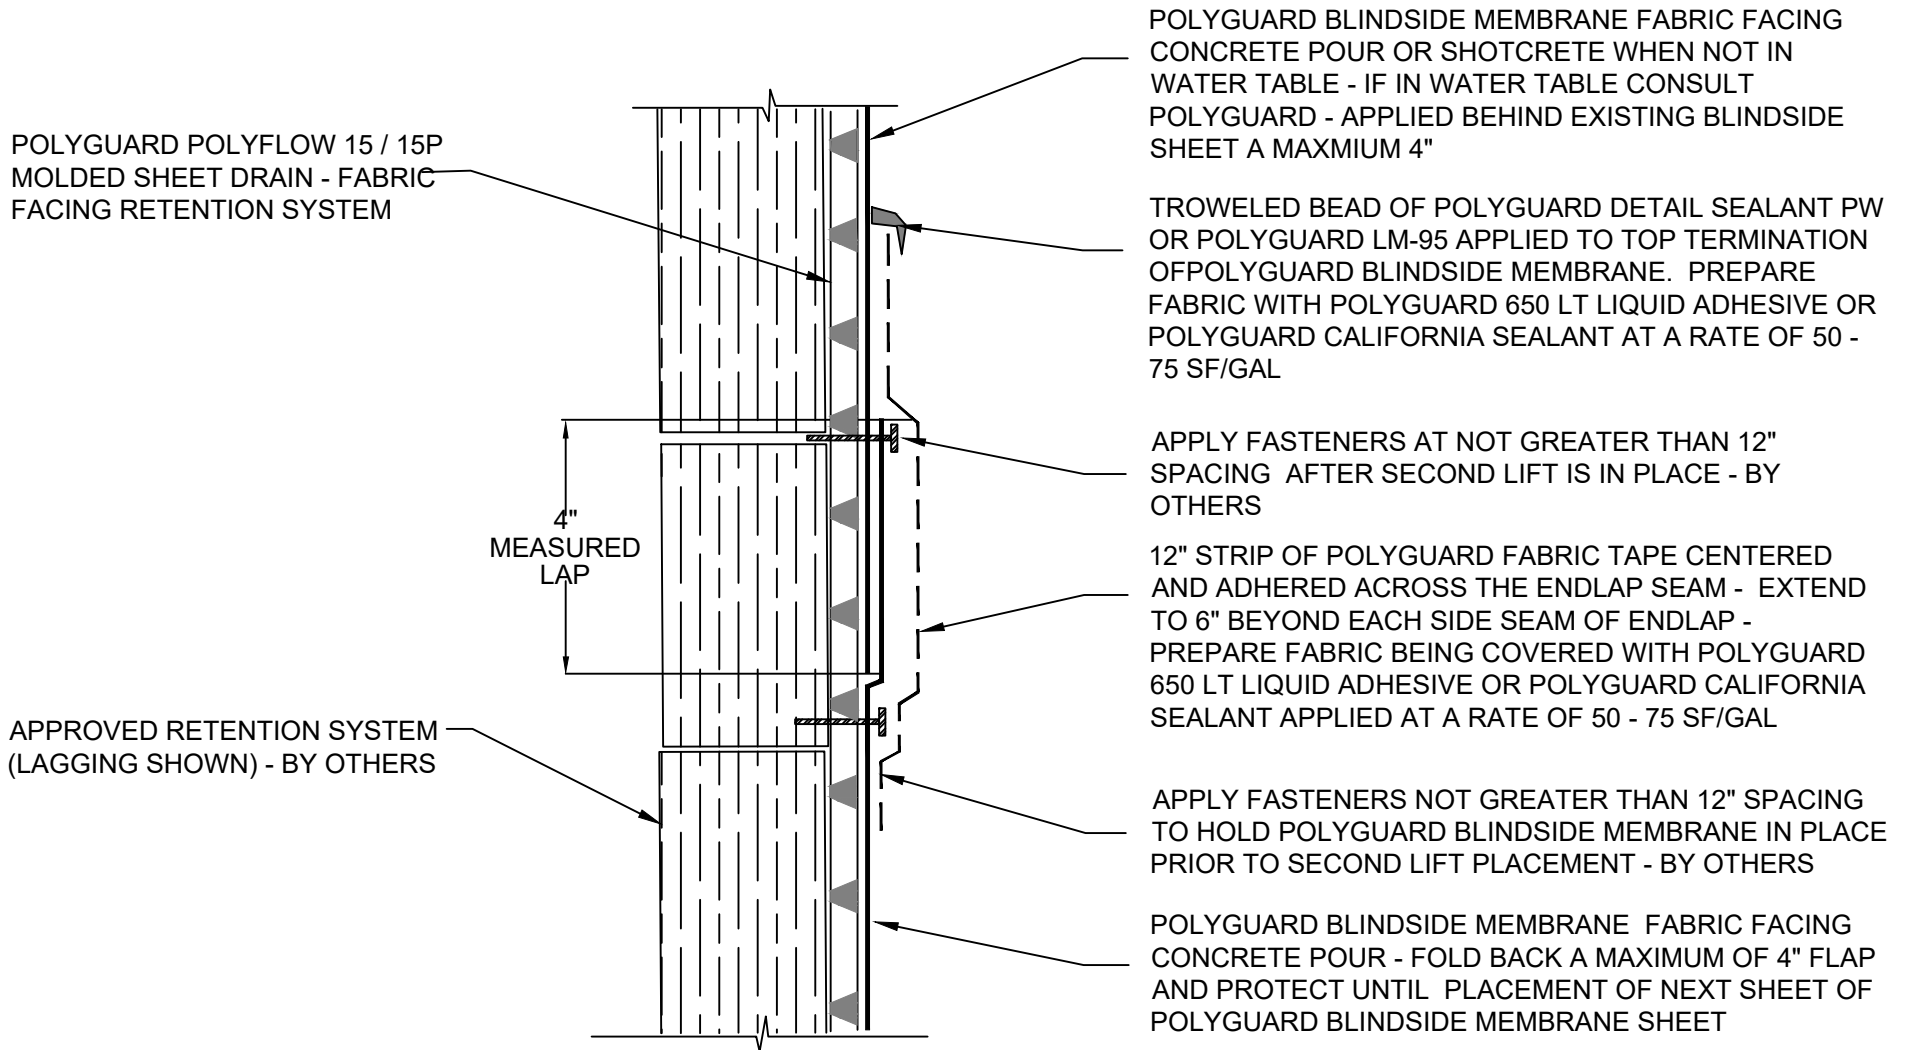 POLYGUARD POLYFLOW 15 / 15P
MOLDED SHEET DRAIN - FABRIC
FACING RETENTION SYSTEM
4"
MEASURED
LAP
APPROVED RETENTION SYSTEM
(LAGGING SHOWN) - BY OTHERS
POLYGUARD BLINDSIDE MEMBRANE FABRIC FACING
CONCRETE POUR OR SHOTCRETE WHEN NOT IN
WATER TABLE - IF IN WATER TABLE CONSULT
POLYGUARD - APPLIED BEHIND EXISTING BLINDSIDE
SHEET A MAXMIUM 4"
TROWELED BEAD OF POLYGUARD DETAIL SEALANT PW
OR POLYGUARD LM-95 APPLIED TO TOP TERMINATION
OFPOLYGUARD BLINDSIDE MEMBRANE. PREPARE
FABRIC WITH POLYGUARD 650 LT LIQUID ADHESIVE OR
POLYGUARD CALIFORNIA SEALANT AT A RATE OF 50 -
75 SF/GAL
APPLY FASTENERS AT NOT GREATER THAN 12"
SPACING AFTER SECOND LIFT IS IN PLACE - BY
OTHERS
12" STRIP OF POLYGUARD FABRIC TAPE CENTERED
AND ADHERED ACROSS THE ENDLAP SEAM - EXTEND
TO 6" BEYOND EACH SIDE SEAM OF ENDLAP -
PREPARE FABRIC BEING COVERED WITH POLYGUARD
650 LT LIQUID ADHESIVE OR POLYGUARD CALIFORNIA
SEALANT APPLIED AT A RATE OF 50 - 75 SF/GAL
APPLY FASTENERS NOT GREATER THAN 12" SPACING
TO HOLD POLYGUARD BLINDSIDE MEMBRANE IN PLACE
PRIOR TO SECOND LIFT PLACEMENT - BY OTHERS
POLYGUARD BLINDSIDE MEMBRANE FABRIC FACING
CONCRETE POUR - FOLD BACK A MAXIMUM OF 4" FLAP
AND PROTECT UNTIL PLACEMENT OF NEXT SHEET OF
POLYGUARD BLINDSIDE MEMBRANE SHEET